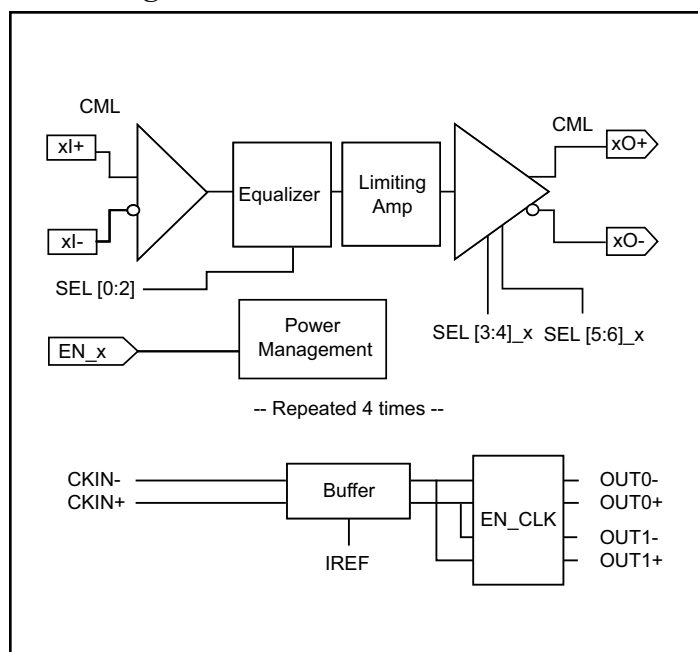 CML
xI+
xI-
Equalizer
Limiting
Amp
CML
xO+
xO-
SEL [0:2]
SEL [3:4]_x
SEL [5:6]_x
EN_x
Power
Management
-- Repeated 4 times --
CKIN-
CKIN+
Buffer
IREF
EN_CLK
OUT0-
OUT0+
OUT1-
OUT1+